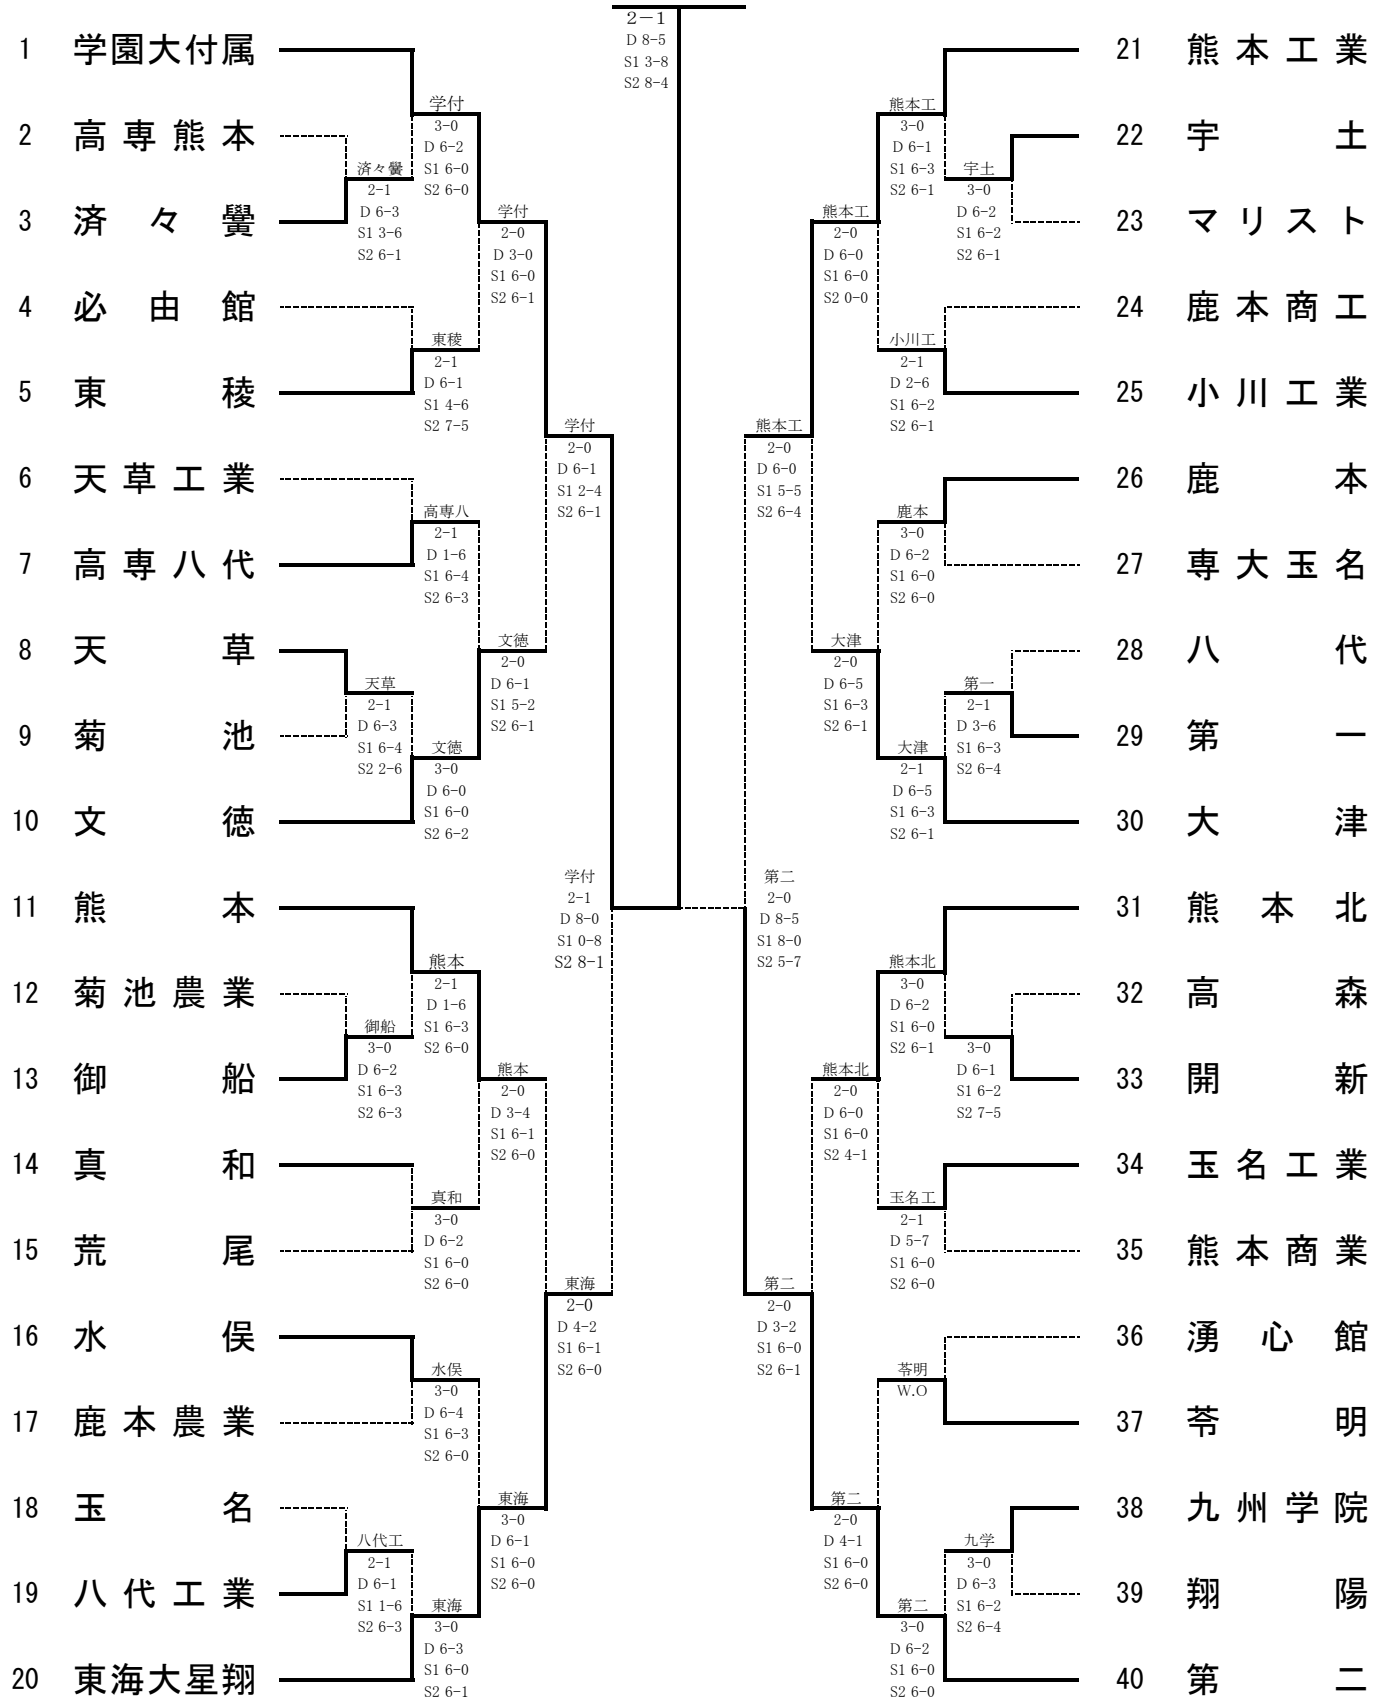 2－1
D 8-5
S1 3-8
S2 8-4
1 学園大付属
2 高専熊本
3 済々黌
4 必由館
5 東稜
6 天草工業
7 高専八代
8 天草
9 菊池
10 文徳
11 熊本
12 菊池農業
13 御船
14 真和
15 荒尾
16 水俣
17 鹿本農業
18 玉名
19 八代工業
20 東海大星翔
済々黌
2-1
D 6-3
S1 3-6
S2 6-1
天草
2-1
D 6-3
S1 6-4
S2 2-6
御船
3-0
D 6-2
S1 6-3
S2 6-3
八代工
2-1
D 6-1
S1 1-6
S2 6-3
学付
3-0
D 6-2
S1 6-0
S2 6-0
東稜
2-1
D 6-1
S1 4-6
S2 7-5
高専八
2-1
D 1-6
S1 6-4
S2 6-3
文徳
3-0
D 6-0
S1 6-0
S2 6-2
熊本
2-1
D 1-6
S1 6-3
S2 6-0
真和
3-0
D 6-2
S1 6-0
S2 6-0
水俣
3-0
D 6-4
S1 6-3
S2 6-0
東海
3-0
D 6-3
S1 6-0
S2 6-1
学付
2-0
D 3-0
S1 6-0
S2 6-1
文徳
2-0
D 6-1
S1 5-2
S2 6-1
熊本
2-0
D 3-4
S1 6-1
S2 6-0
東海
3-0
D 6-1
S1 6-0
S2 6-0
学付
2-0
D 6-1
S1 2-4
S2 6-1
東海
2-0
D 4-2
S1 6-1
S2 6-0
学付
2-1
D 8-0
S1 0-8
S2 8-1
第二
2-0
D 8-5
S1 8-0
S2 5-7
熊本工
2-0
D 6-0
S1 5-5
S2 6-4
第二
2-0
D 3-2
S1 6-0
S2 6-1
熊本工
2-0
D 6-0
S1 6-0
S2 0-0
大津
2-0
D 6-5
S1 6-3
S2 6-1
熊本北
2-0
D 6-0
S1 6-0
S2 4-1
第二
2-0
D 4-1
S1 6-0
S2 6-0
熊本工
3-0
D 6-1
S1 6-3
S2 6-1
小川工
2-1
D 2-6
S1 6-2
S2 6-1
鹿本
3-0
D 6-2
S1 6-0
S2 6-0
大津
2-1
D 6-5
S1 6-3
S2 6-1
熊本北
3-0
D 6-2
S1 6-0
S2 6-1
玉名工
2-1
D 5-7
S1 6-0
S2 6-0
苓明
W.O
第二
3-0
D 6-2
S1 6-0
S2 6-0
宇土
3-0
D 6-2
S1 6-2
S2 6-1
第一
2-1
D 3-6
S1 6-3
S2 6-4
3-0
D 6-1
S1 6-2
S2 7-5
九学
3-0
D 6-3
S1 6-2
S2 6-4
21 熊本工業
22 宇土
23 マリスト
24 鹿本商工
25 小川工業
26 鹿本
27 専大玉名
28 八代
29 第一
30 大津
31 熊本北
32 高森
33 開新
34 玉名工業
35 熊本商業
36 湧心館
37 苓明
38 九州学院
39 翔陽
40 第二